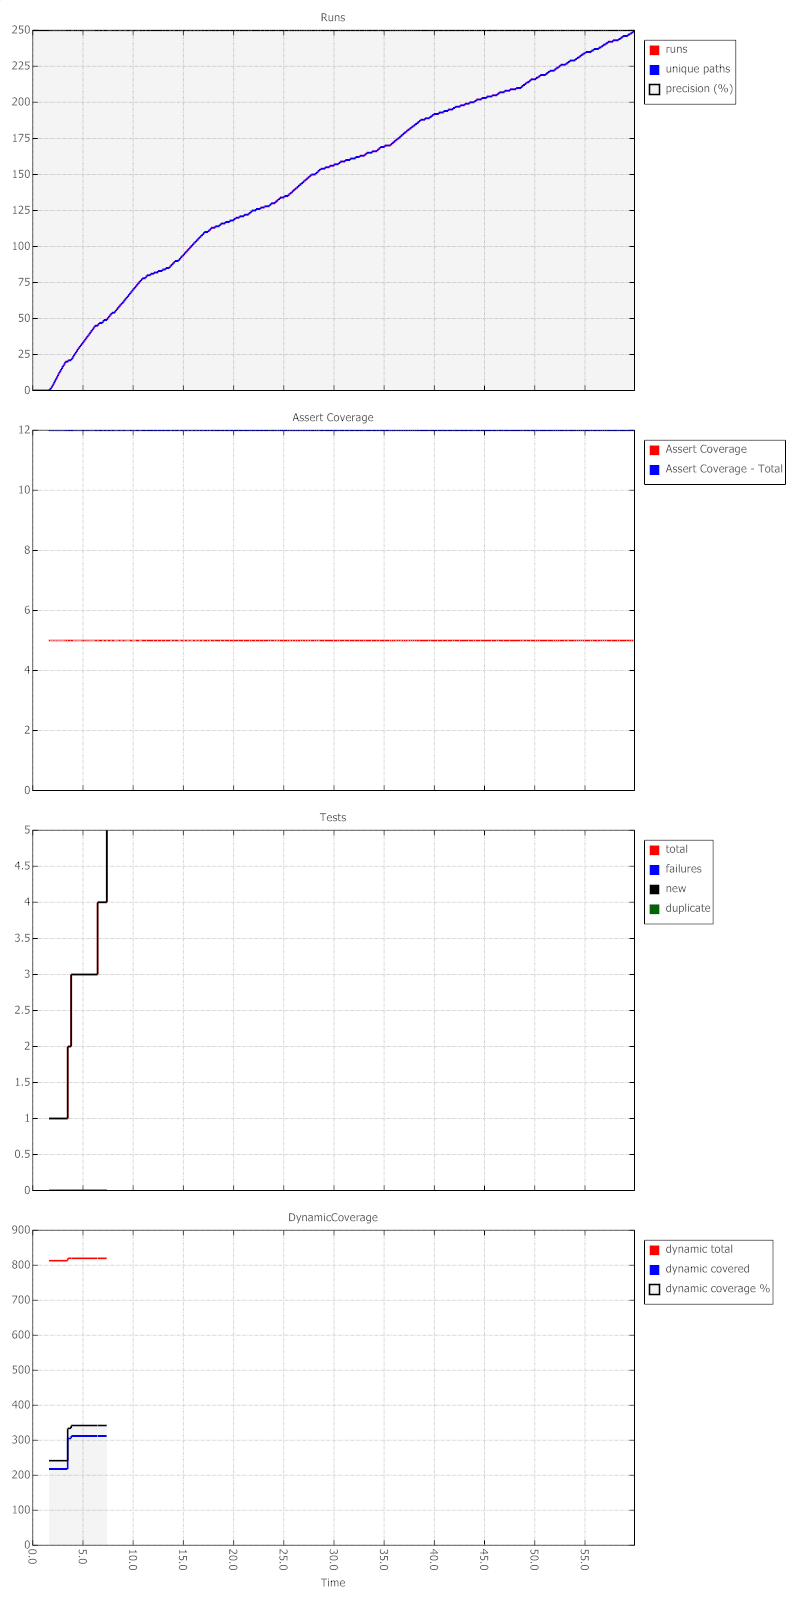 Runs
250
225
200
175
150
125
100
75
50
25
0
runs
unique paths
precision (%)
Assert Coverage
12
10
8
6
4
2
0
Assert Coverage
Assert Coverage - Total
Tests
5
4.5
4
3.5
3
2.5
2
1.5
1
0.5
0
total
failures
new
duplicate
DynamicCoverage
900
800
700
600
500
400
300
200
100
0
dynamic total
dynamic covered
dynamic coverage %
0.0 5.0 10.0 15.0 20.0 25.0 30.0 35.0 40.0 45.0 50.0 55.0
Time